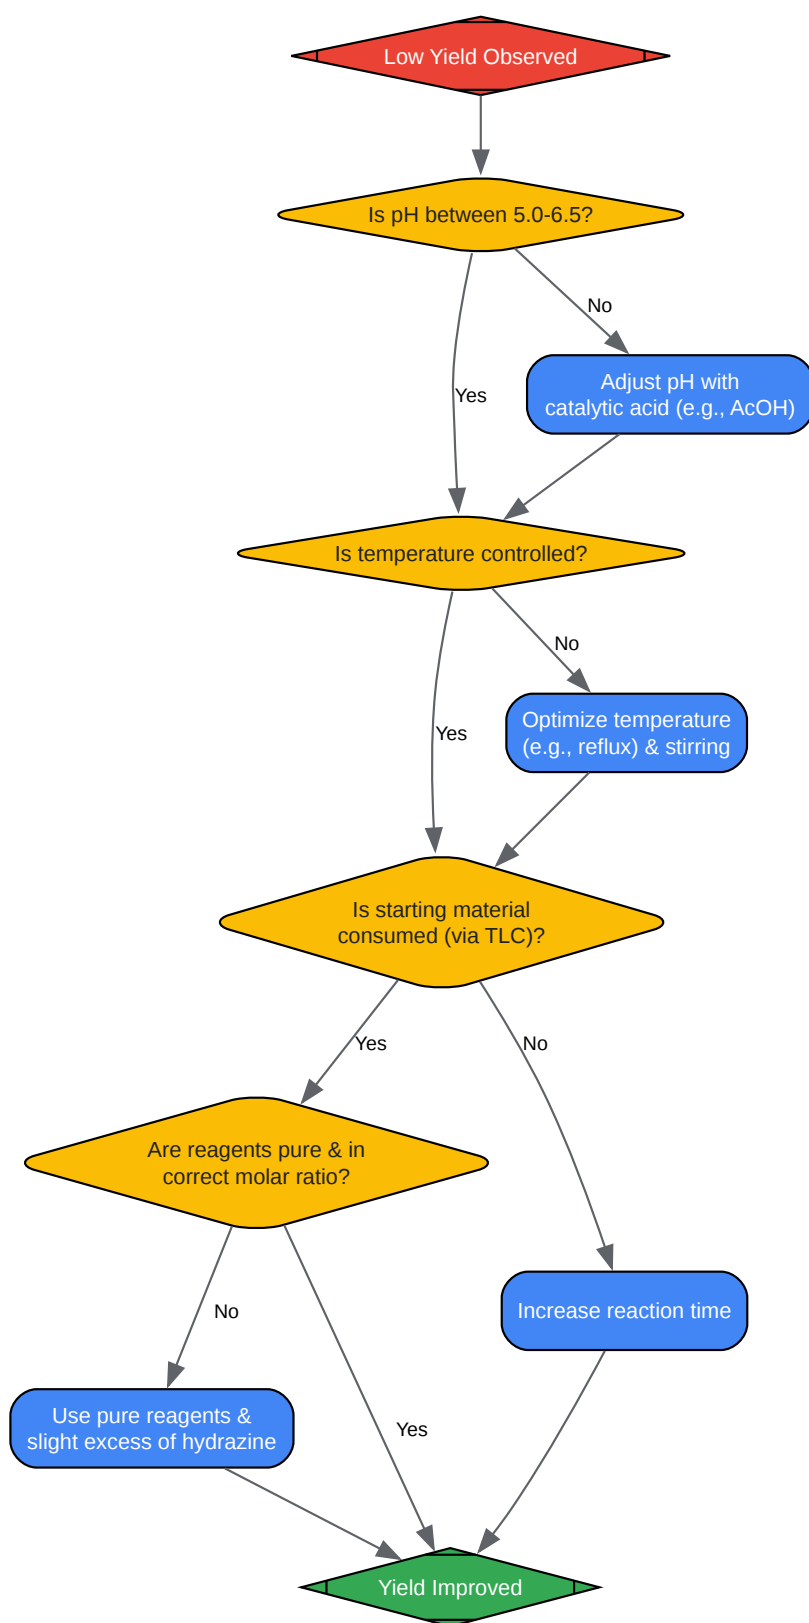 Low Yield Observed
Is pH between 5.0-6.5?
No
Adjust pH with
catalytic acid (e.g., AcOH)
Yes
Is temperature controlled?
No
Optimize temperature
(e.g., reflux) & stirring
Yes
Is starting material
consumed (via TLC)?
Yes
No
Are reagents pure & in
correct molar ratio?
No
Increase reaction time
Use pure reagents &
slight excess of hydrazine
Yes
Yield Improved